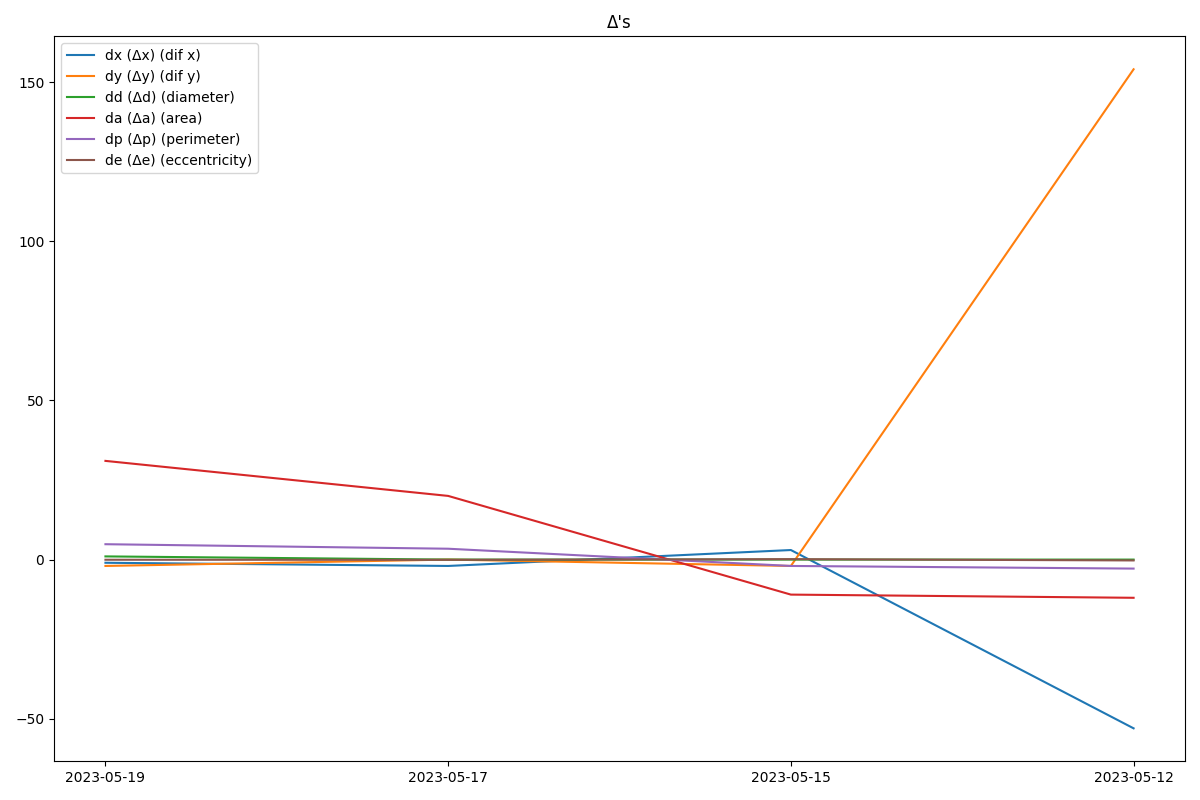 Δ's
dx (Δx) (dif x)
dy (Δy) (dif y)
dd (Δd) (diameter)
da (Δa) (area)
dp (Δp) (perimeter)
de (Δe) (eccentricity)
150
100
50
0
−50
2023-05-19
2023-05-17
2023-05-15
2023-05-12